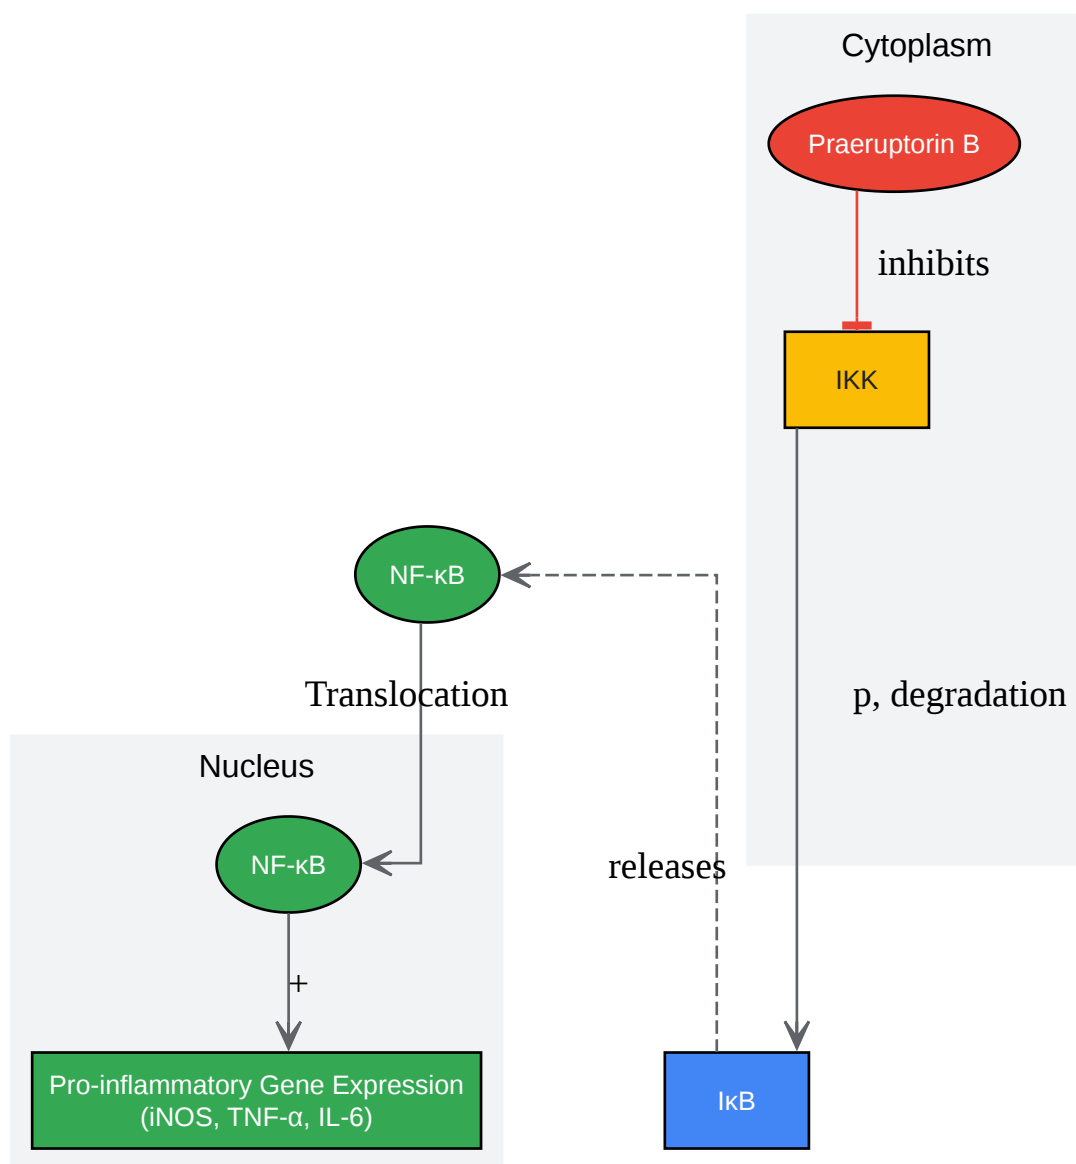 Cytoplasm
Praeruptorin B
inhibits
IKK
NF-κB
Translocation
p, degradation
Nucleus
NF-κB
releases
+
Pro-inflammatory Gene Expression
(iNOS, TNF-α, IL-6)
IκB